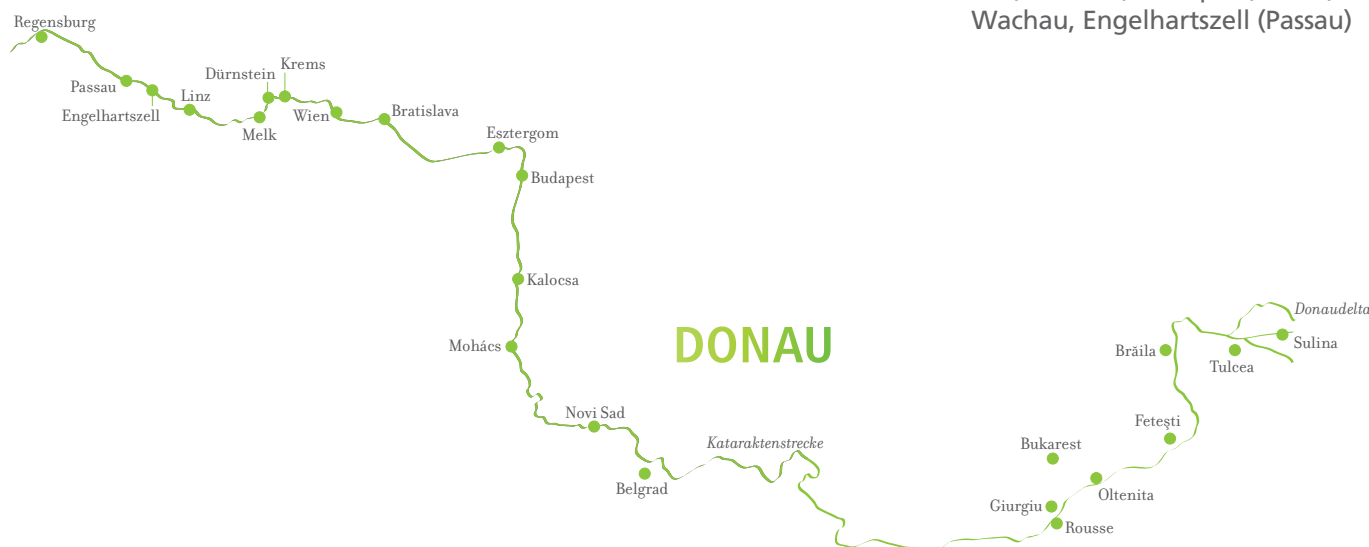 Wachau, Engelhartszell (Passau)
Regensburg
Passau
Engelhartszell
Linz
Dürnstein
Krems
Melk
Wien
Bratislava
Esztergom
Budapest
Kalocsa
Mohács
DONAU
Novi Sad
Belgrad
Kataraktenstrecke
Bukarest
Giurgiu
Rousse
Oltenita
Feteşti
Brăila
Tulcea
Donaudelta
Sulina